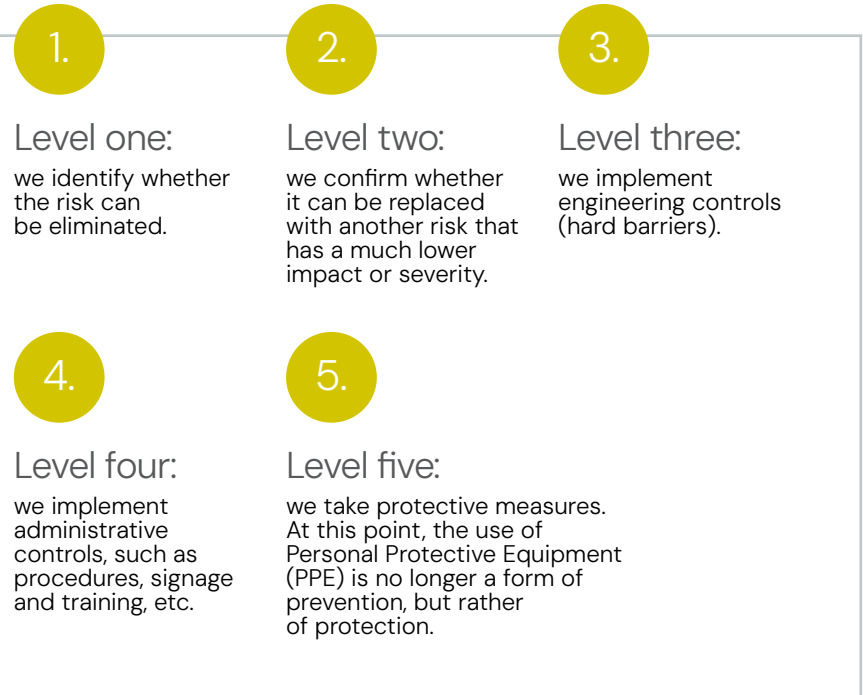 1.
Level one:
we identify whether
the risk can
be eliminated.
2.
Level two:
we confirm whether
it can be replaced
with another risk that
has a much lower
impact or severity.
3.
Level three:
we implement
engineering controls
(hard barriers).
4.
Level four:
we implement
administrative
controls, such as
procedures, signage
and training, etc.
5.
Level five:
we take protective measures.
At this point, the use of
Personal Protective Equipment
(PPE) is no longer a form of
prevention, but rather
of protection.